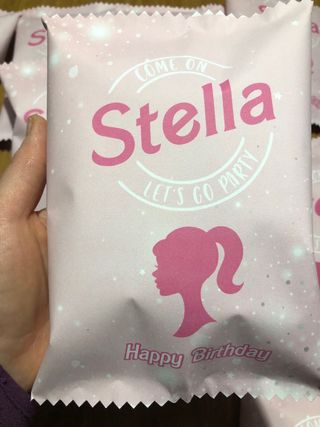 COME ON
Stella
LET'S GO PARTY
Happy Birthday